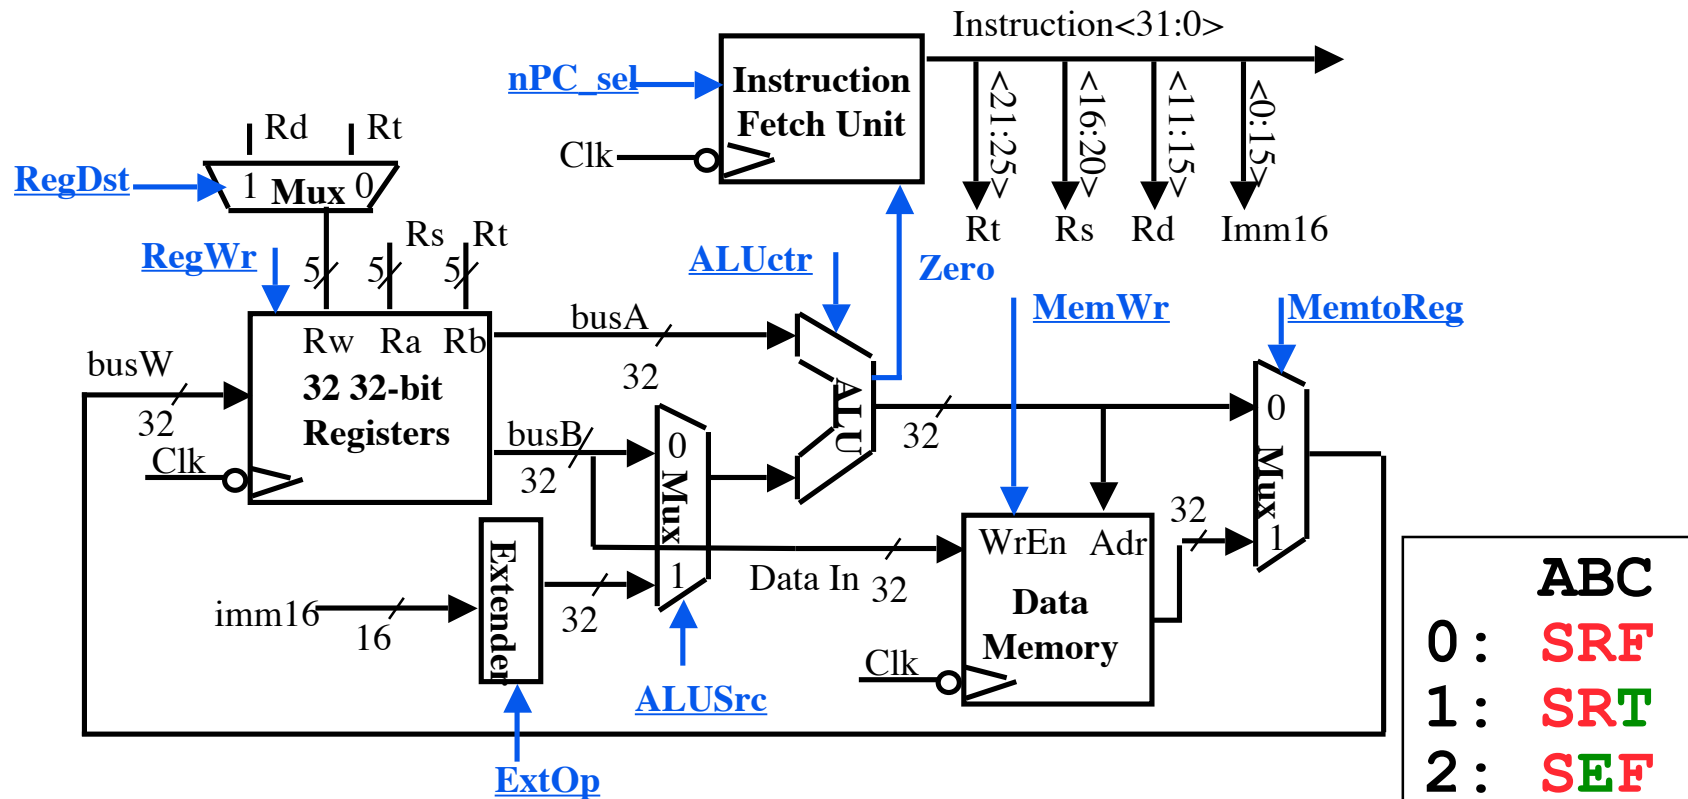 Instruction<31:0>
nPC_sel
Instruction
Fetch Unit
Clk
<21:25>
<16:20>
<11:15>
<0:15>
Rt
Rs
Rd
Imm16
Rd
Rt
RegDst
1 Mux 0
RegWr
5
5
5
Rs
Rt
ALUctr
Zero
MemWr
MemtoReg
busW
32
Rw Ra Rb
32 32-bit
Registers
Clk
busA
32
busB
32
0
Mux
1
ALU
32
0
Mux
1
imm16
16
Extender
32
ExtOp
ALUSrc
Data In
32
WrEn Adr
Data
Memory
Clk
32
ABC
0: SRF
1: SRT
2: SEF